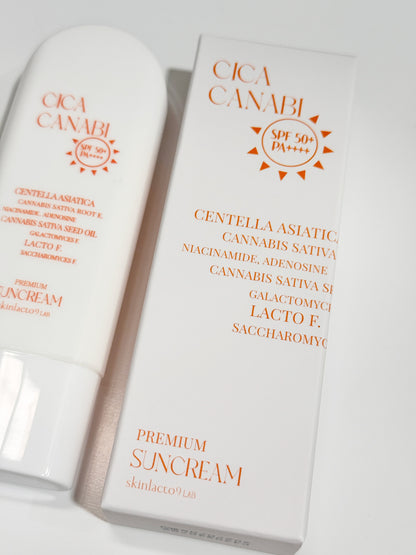 CICA
CANABI
SPF 50+
PA++++
CENTELLA ASIATICA
CANNABIS SATIVA ROOT E.
NIACINAMIDE, ADENOSINE
CANNABIS SATIVA SEED OIL
GALACTOMYCES F.
LACTO F.
SACCHAROMYCES F.
PREMIUM
SUNCREAM
skinlacto9 LAB
CICA
CANABI
SPF 50+
PA++++
CENTELLA ASIATICA
CANNABIS SATIVA
NIACINAMIDE, ADENOSINE
CANNABIS SATIVA SE
GALACTOMYCE
LACTO F.
SACCHAROMYC
PREMIUM
SUNCREAM
skinlacto9 LAB